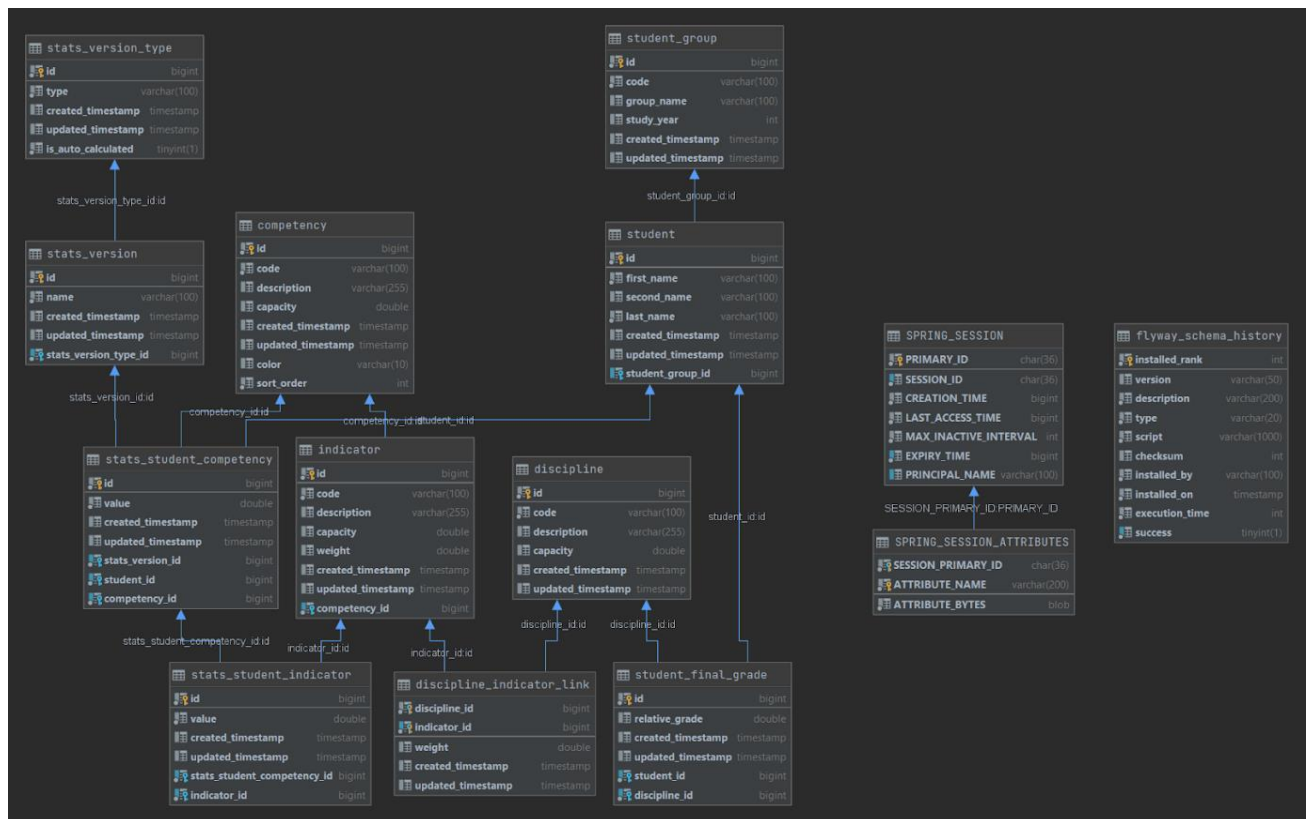 stats_version_type
id bigint
type varchar(100)
created_timestamp timestamp
updated_timestamp timestamp
is_auto_calculated tinyint(1)
stats_version_type_id:id
stats_version
id bigint
name varchar(100)
created_timestamp timestamp
updated_timestamp timestamp
stats_version_type_id bigint
stats_version_id:id
competency
id bigint
code varchar(100)
description varchar(255)
capacity double
created_timestamp timestamp
updated_timestamp timestamp
color varchar(10)
sort_order int
competency_id:id
competency_id:id
student_id:id
student_group
id bigint
code varchar(100)
group_name varchar(100)
study_year int
created_timestamp timestamp
updated_timestamp timestamp
student_group_id:id
student
id bigint
first_name varchar(100)
second_name varchar(100)
last_name varchar(100)
created_timestamp timestamp
updated_timestamp timestamp
student_group_id bigint
stats_student_competency
id bigint
value double
created_timestamp timestamp
updated_timestamp timestamp
stats_version_id bigint
student_id bigint
competency_id bigint
stats_student_competency_id:id
indicator
id bigint
code varchar(100)
description varchar(255)
capacity double
weight double
created_timestamp timestamp
updated_timestamp timestamp
competency_id bigint
indicator_id:id
indicator_id:id
discipline
id bigint
code varchar(100)
description varchar(255)
capacity double
created_timestamp timestamp
updated_timestamp timestamp
discipline_id:id
discipline_id:id
student_id:id
stats_student_indicator
id bigint
value double
created_timestamp timestamp
updated_timestamp timestamp
stats_student_competency_id bigint
indicator_id bigint
discipline_indicator_link
discipline_id bigint
indicator_id bigint
weight double
created_timestamp timestamp
updated_timestamp timestamp
student_final_grade
id bigint
relative_grade double
created_timestamp timestamp
updated_timestamp timestamp
student_id bigint
discipline_id bigint
SPRING_SESSION
PRIMARY_ID char(36)
SESSION_ID char(36)
CREATION_TIME bigint
LAST_ACCESS_TIME bigint
MAX_INACTIVE_INTERVAL int
EXPIRY_TIME bigint
PRINCIPAL_NAME varchar(100)
SESSION_PRIMARY_ID:PRIMARY_ID
SPRING_SESSION_ATTRIBUTES
SESSION_PRIMARY_ID char(36)
ATTRIBUTE_NAME varchar(200)
ATTRIBUTE_BYTES blob
flyway_schema_history
installed_rank int
version varchar(50)
description varchar(200)
type varchar(20)
script varchar(1000)
checksum int
installed_by varchar(100)
installed_on timestamp
execution_time int
success tinyint(1)